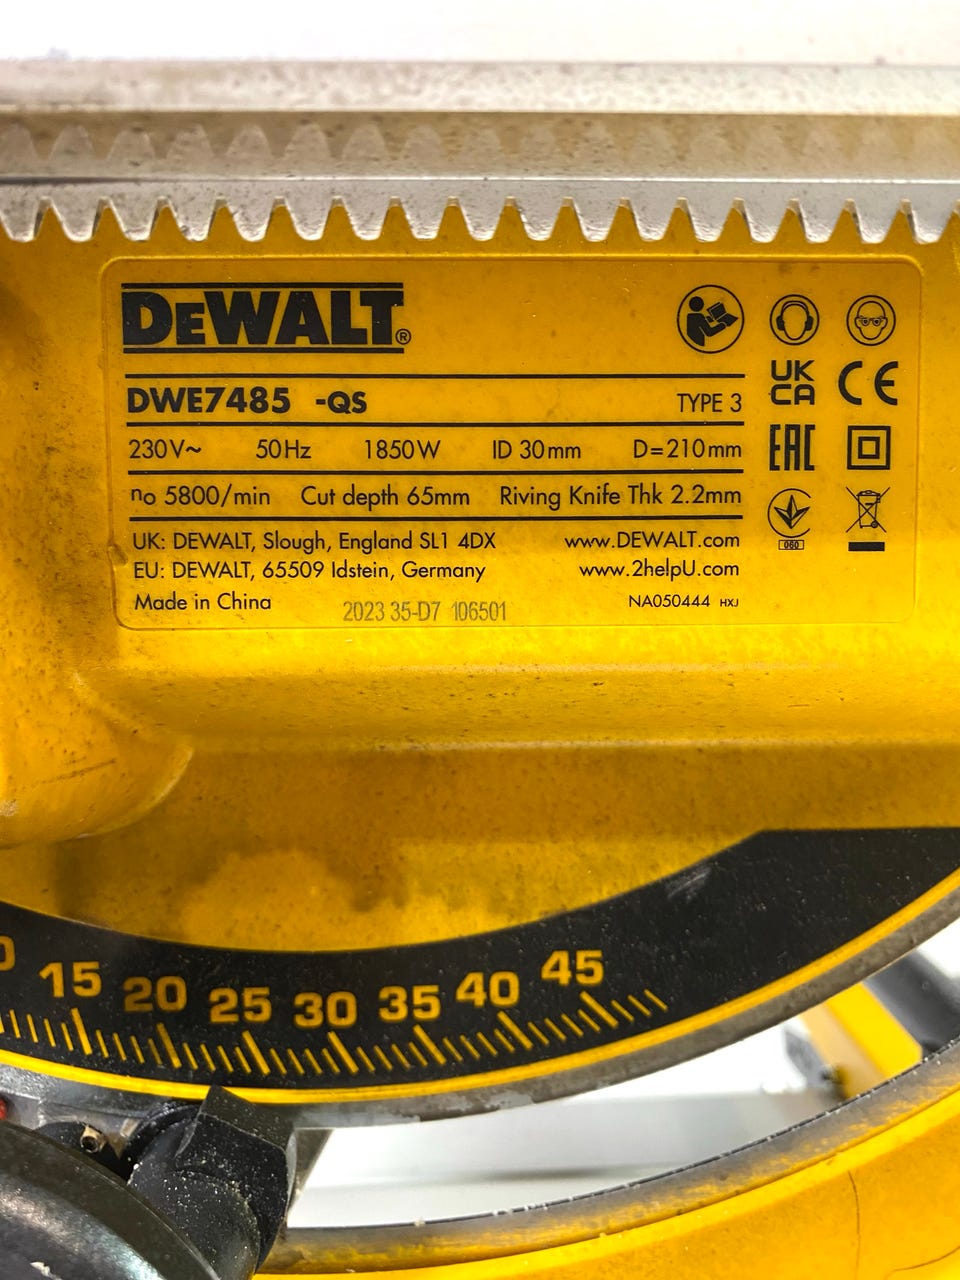 DEWALT®
DWE7485 -QS TYPE 3
230V~ 50Hz 1850W ID 30mm D=210mm
no 5800/min Cut depth 65mm Riving Knife Thk 2.2mm
UK: DEWALT, Slough, England SL1 4DX www.DEWALT.com
EU: DEWALT, 65509 Idstein, Germany www.2helpU.com
Made in China 2023 35-D7 106501 NA050444 HXJ
UK
CA CE
EAC
060
0 15 20 25 30 35 40 45